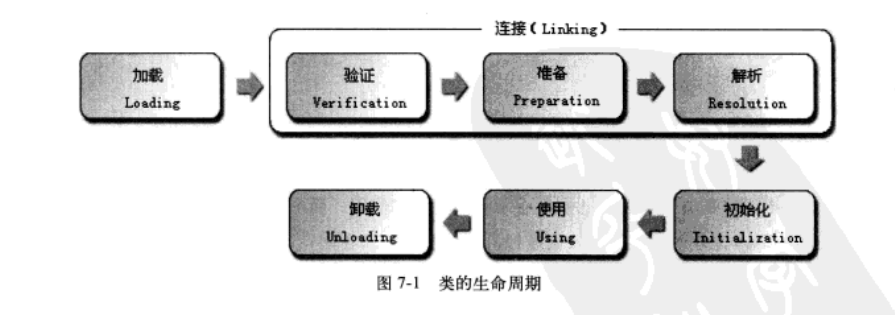 连接(Linking)
加载
Loading
验证
Verification
准备
Preparation
解析
Resolution
卸载
Unloading
使用
Using
初始化
Initialization
图 7-1 类的生命周期